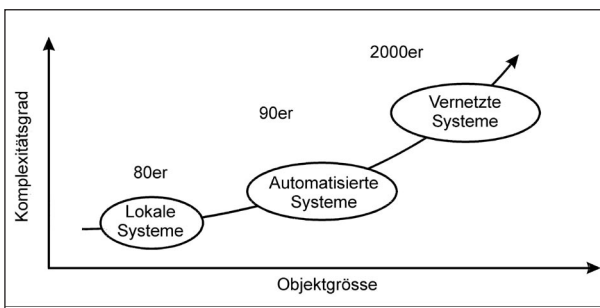 2000er
Vernetzte
Systeme
90er
Automatisierte
Systeme
80er
Lokale
Systeme
Komplexitätsgrad
Objektgrösse